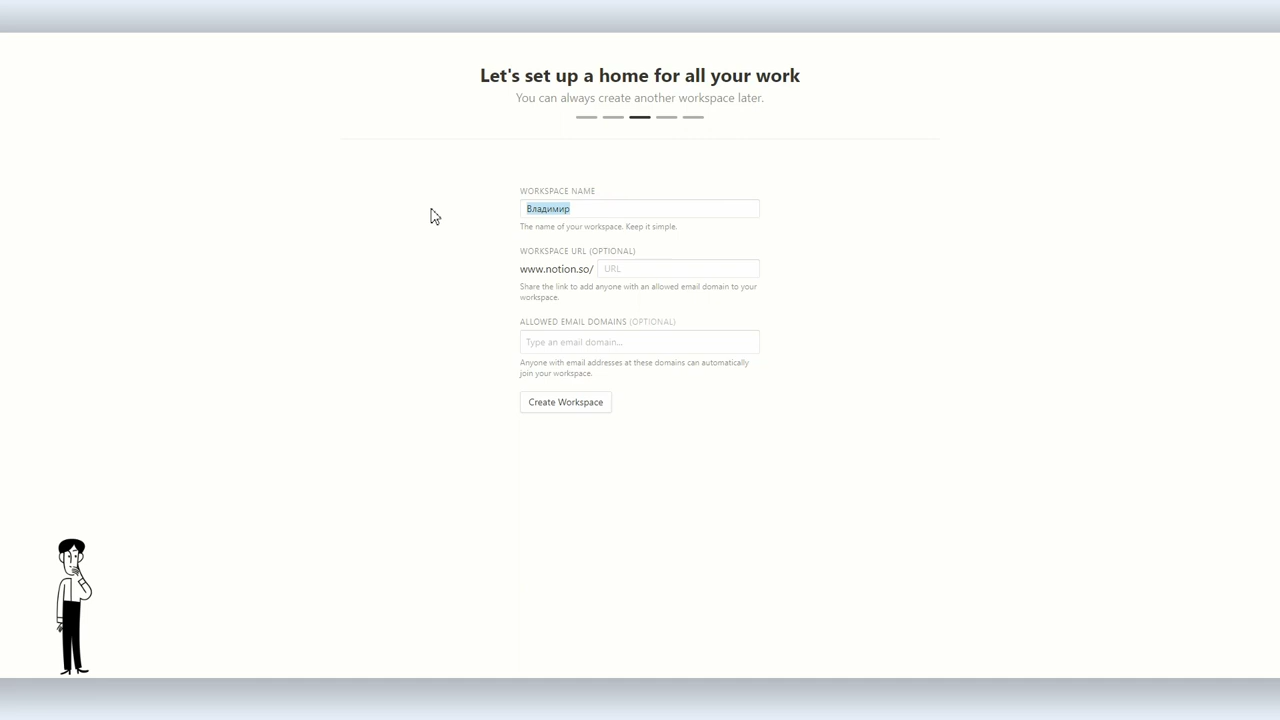 Let's set up a home for all your work
You can always create another workspace later.
WORKSPACE NAME
Владимир
The name of your workspace. Keep it simple.
WORKSPACE URL (OPTIONAL)
www.notion.so/ URL
Share the link to add anyone with an allowed email domain to your
workspace.
ALLOWED EMAIL DOMAINS (OPTIONAL)
Type an email domain...
Anyone with email addresses at these domains can automatically
join your workspace.
Create Workspace